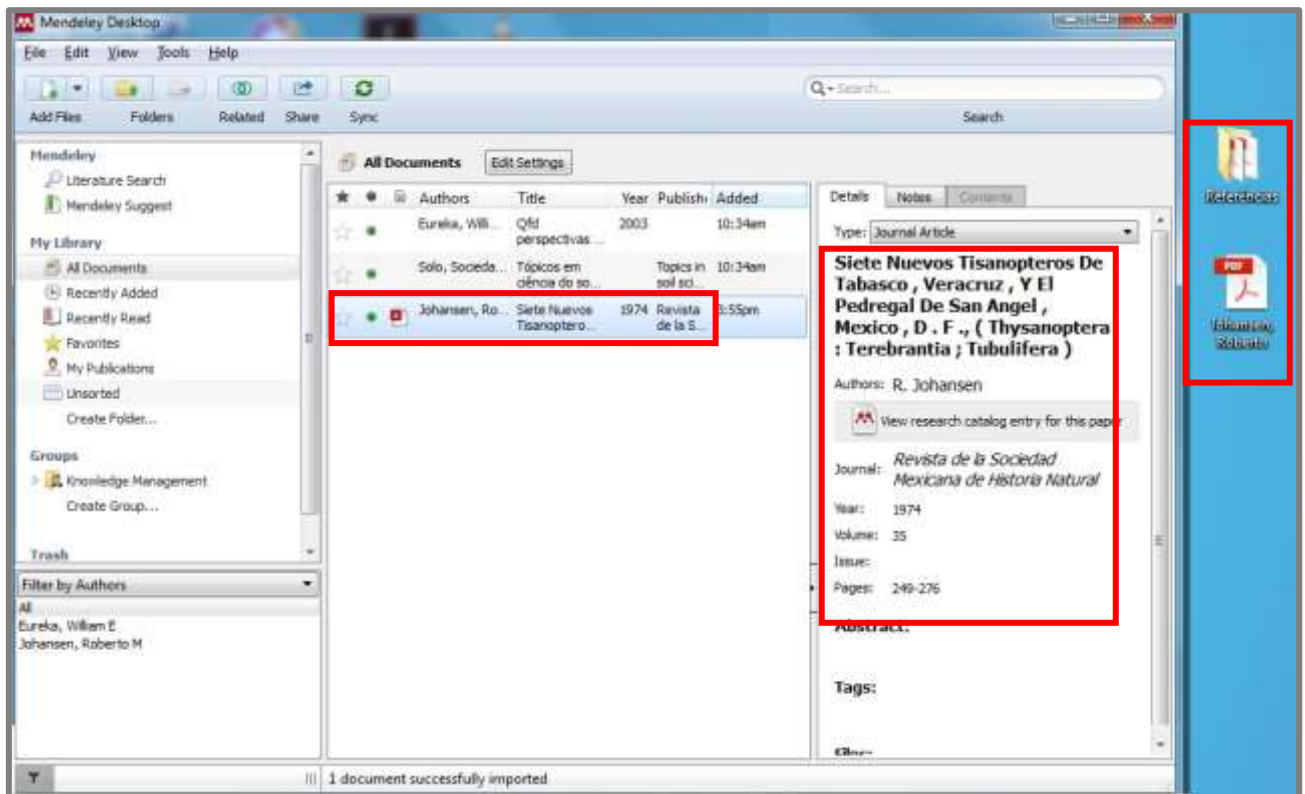 Mendeley Desktop
File Edit View Tools Help
Add Files Folders Related Share Sync
Search...
Search
Mendeley
Literature Search
Mendeley Suggest
My Library
All Documents
Recently Added
Recently Read
Favorites
My Publications
Unsorted
Create Folder...
Groups
Knowledge Management
Create Group...
Trash
Filter by Authors
All
Eureka, William E
Johansen, Roberto M
All Documents Edit Settings
Authors Title Year Publish Added
Eureka, Will... Qfd 2003 10:34am
perspectivas ...
Solo, Socieda... Tópicos em Topics in 10:34am
ciência do so... soil sci...
Johansen, Ro... Siete Nuevos 1974 Revista :55pm
Tisanoptero... de la S...
Details Notes Contents
Type: Journal Article
Siete Nuevos Tisanopteros De
Tabasco , Veracruz , Y El
Pedregal De San Angel ,
Mexico , D . F ., ( Thysanoptera
: Terebrantia ; Tubulifera )
Authors: R. Johansen
View research catalog entry for this paper
Journal: Revista de la Sociedad
Mexicana de Historia Natural
Year: 1974
Volume: 35
Issue:
Pages: 249-276
Abstract:
Tags:
1 document successfully imported
Referencias
PDF
Johansen,
Roberto